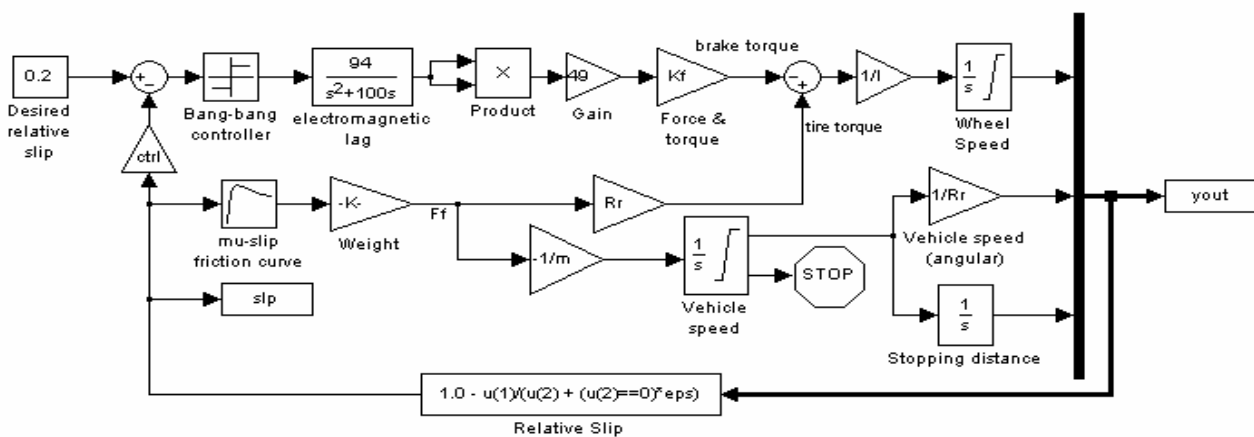 0.2
Desired
relative
slip
+
−
Bang-bang
controller
94
s²+100s
electromagnetic
lag
×
Product
49
Gain
Kf
Force &
torque
brake torque
−
+
tire torque
1/I
1
s
Wheel
Speed
ctrl
mu-slip
friction curve
-K-
Weight
Ff
Rr
-1/m
1
s
Vehicle
speed
STOP
1/Rr
Vehicle speed
(angular)
1
s
Stopping distance
yout
slp
1.0 - u(1)/(u(2) + (u(2)==0)*eps)
Relative Slip